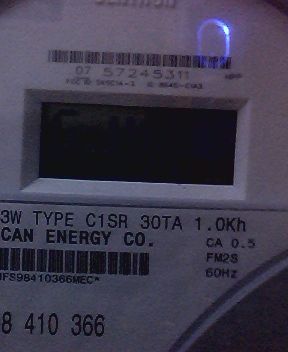 07 57245311
3W TYPE C1SR 30TA 1.0Kh
CAN ENERGY CO.
CA 0.5
FM2S
60Hz
8 410 366